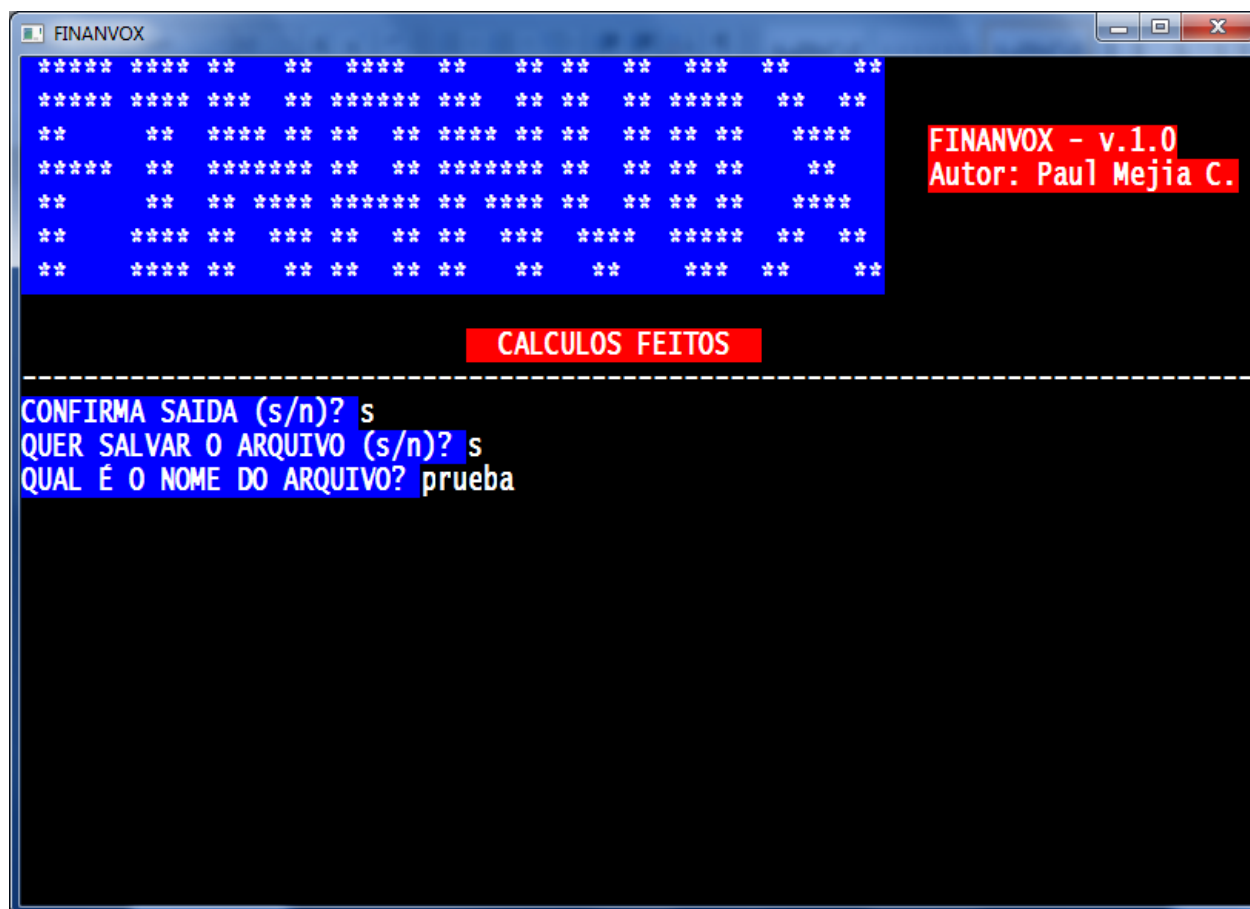 FINANVOX
***** **** **    **  ****  **    ** **  **  ***  **    **
***** **** ***  ** ****** ***  ** **  ** *****  **  **
**     **  **** ** **  ** **** ** **  ** ** **   ****
*****  **  ******* **  ** ******* **  ** ** **    **
**     **  ** **** ****** ** **** **  ** ** **   ****
**    **** **  *** **  ** **  ***  ****  *****  **  **
**    **** **   ** **  ** **   **   **    ***  **    **
FINANVOX - v.1.0
Autor: Paul Mejia C.
CALCULOS FEITOS
--------------------------------------------------------------------------------
CONFIRMA SAIDA (s/n)? s
QUER SALVAR O ARQUIVO (s/n)? s
QUAL É O NOME DO ARQUIVO? prueba